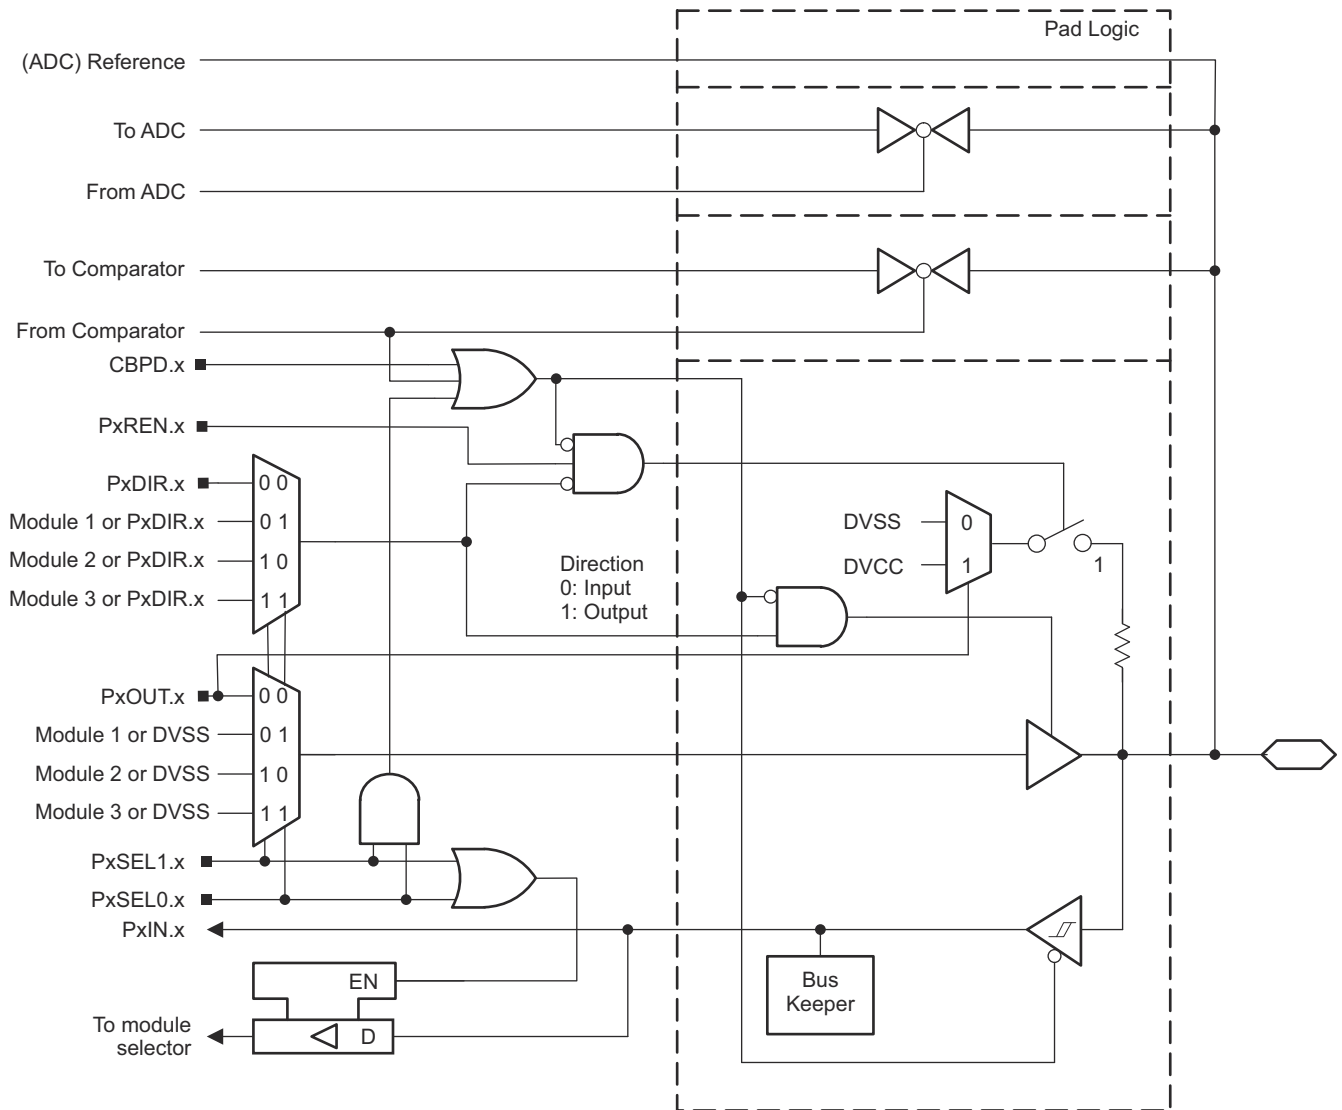 Pad Logic
(ADC) Reference
To ADC
From ADC
To Comparator
From Comparator
CBPD.x
PxREN.x
PxDIR.x
0 0
Module 1 or PxDIR.x
0 1
Module 2 or PxDIR.x
1 0
Module 3 or PxDIR.x
1 1
Direction
0: Input
1: Output
DVSS
0
DVCC
1
1
PxOUT.x
0 0
Module 1 or DVSS
0 1
Module 2 or DVSS
1 0
Module 3 or DVSS
1 1
PxSEL1.x
PxSEL0.x
PxIN.x
Bus
Keeper
EN
D
To module
selector